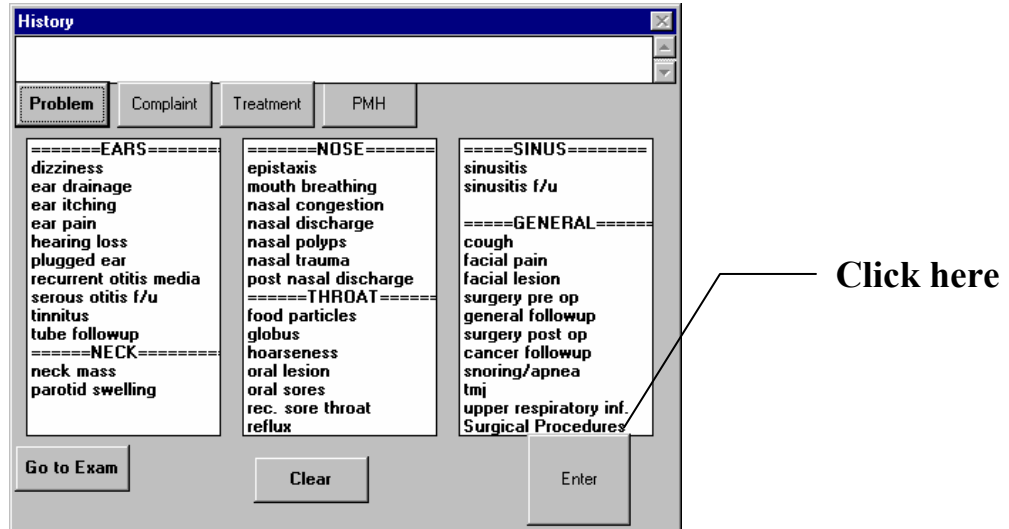 History
Problem Complaint Treatment PMH
=======EARS=======
dizziness
ear drainage
ear itching
ear pain
hearing loss
plugged ear
recurrent otitis media
serous otitis f/u
tinnitus
tube followup
======NECK========
neck mass
parotid swelling
=======NOSE=======
epistaxis
mouth breathing
nasal congestion
nasal discharge
nasal polyps
nasal trauma
post nasal discharge
======THROAT======
food particles
globus
hoarseness
oral lesion
oral sores
rec. sore throat
reflux
=====SINUS========
sinusitis
sinusitis f/u
=====GENERAL======
cough
facial pain
facial lesion
surgery pre op
general followup
surgery post op
cancer followup
snoring/apnea
tmj
upper respiratory inf.
Surgical Procedures
Click here
Go to Exam Clear Enter